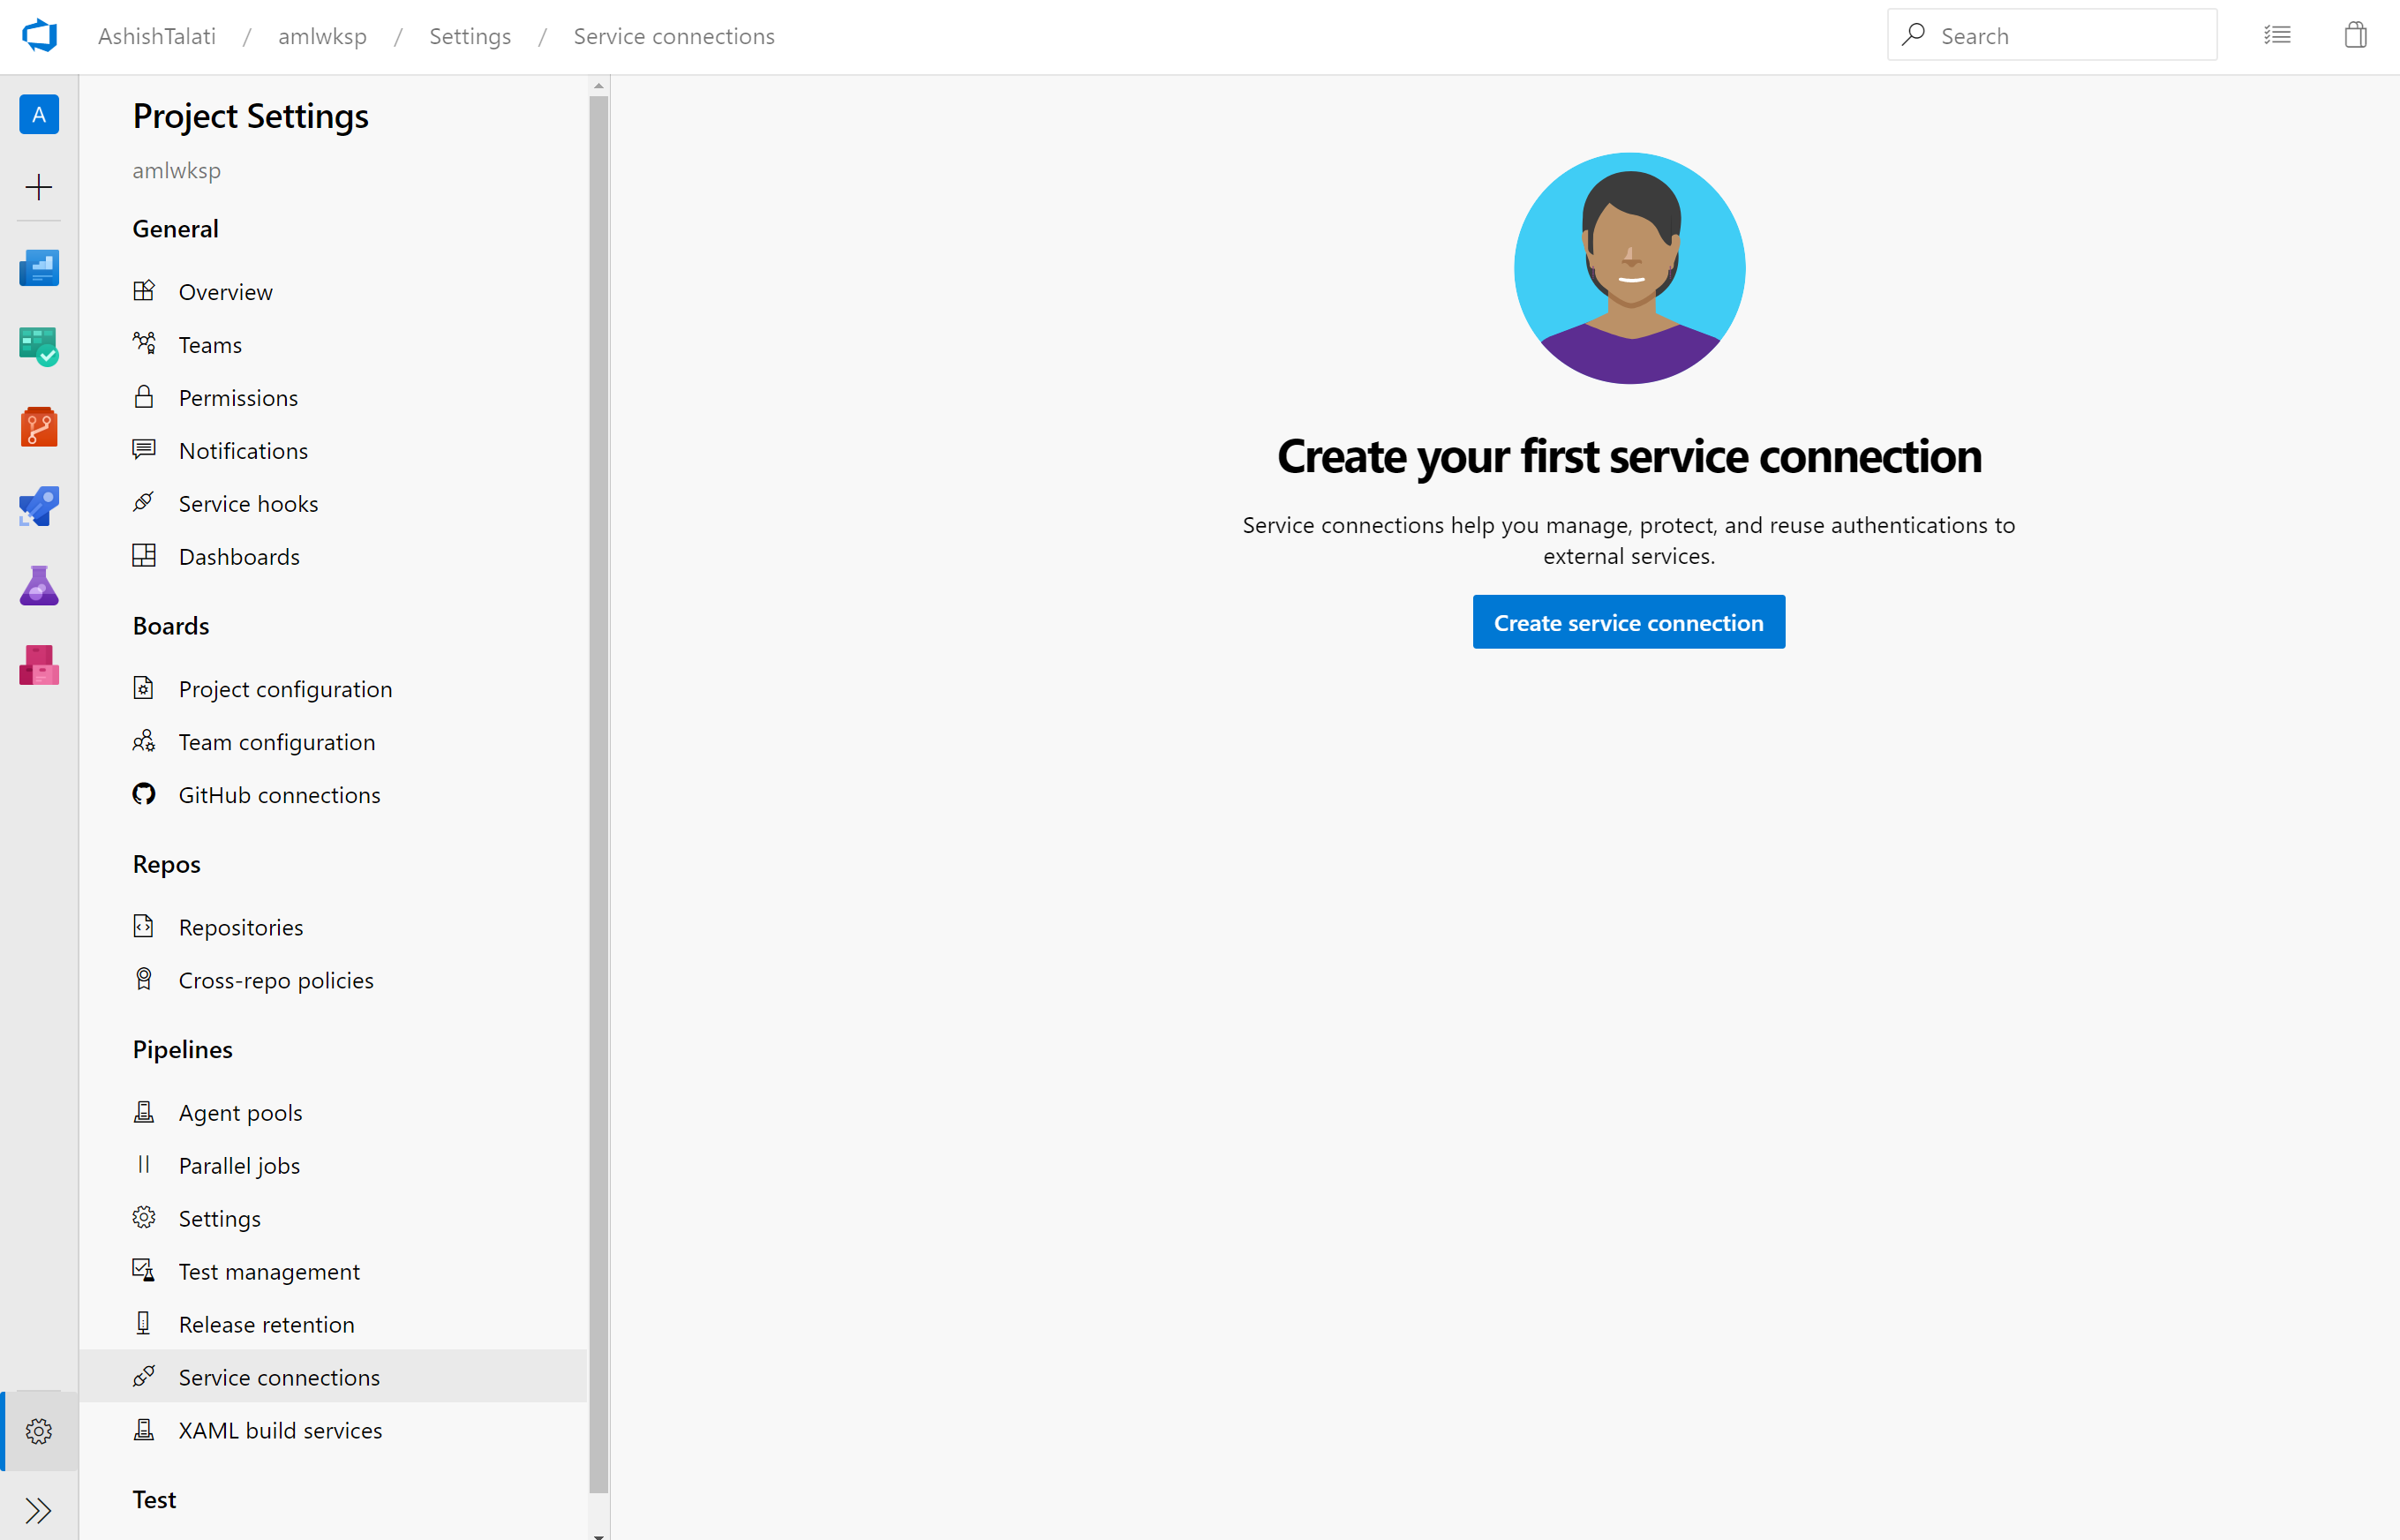 AshishTalati / amlwksp / Settings / Service connections
Search
A
Project Settings
amlwksp
General
Overview
Teams
Permissions
Notifications
Service hooks
Dashboards
Boards
Project configuration
Team configuration
GitHub connections
Repos
Repositories
Cross-repo policies
Pipelines
Agent pools
Parallel jobs
Settings
Test management
Release retention
Service connections
XAML build services
Test
Create your first service connection
Service connections help you manage, protect, and reuse authentications to
external services.
Create service connection